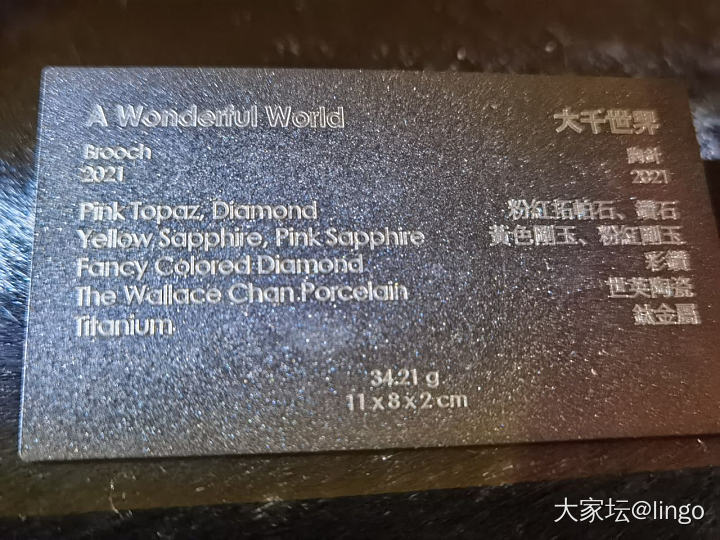 A Wonderful World 大千世界
Brooch 胸針
2021 2021
Pink Topaz, Diamond 粉紅拓帕石、鑽石
Yellow Sapphire, Pink Sapphire 黃色剛玉、粉紅剛玉
Fancy Colored Diamond 彩鑽
The Wallace Chan Porcelain 世英陶瓷
Titanium 鈦金屬
34.21 g
11 x 8 x 2 cm
大家坛@lingo